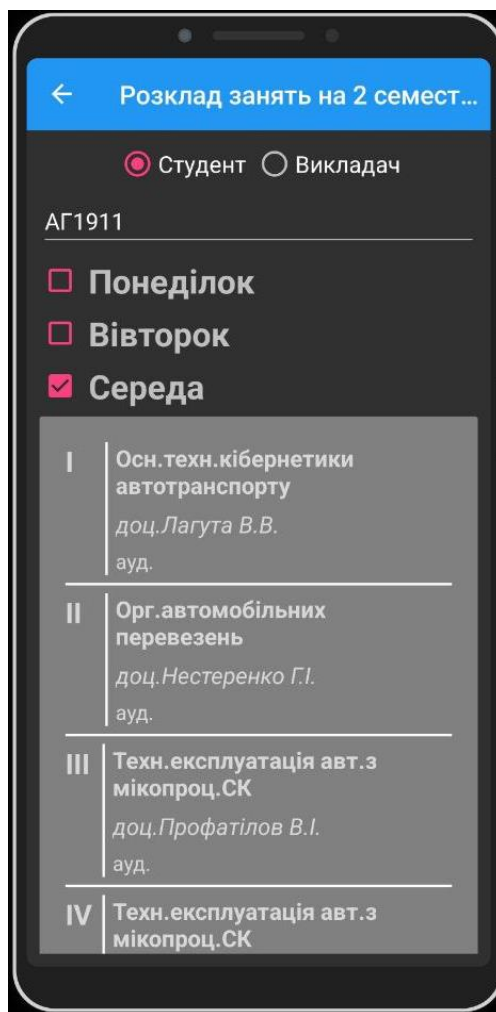 Розклад занять на 2 семест...
Студент Викладач
АГ1911
Понеділок
Вівторок
Середа
I Осн.техн.кібернетики
автотранспорту
доц.Лагута В.В.
ауд.
II Орг.автомобільних
перевезень
доц.Нестеренко Г.І.
ауд.
III Техн.експлуатація авт.з
мікопроц.СК
доц.Профатілов В.І.
ауд.
IV Техн.експлуатація авт.з
мікопроц.СК